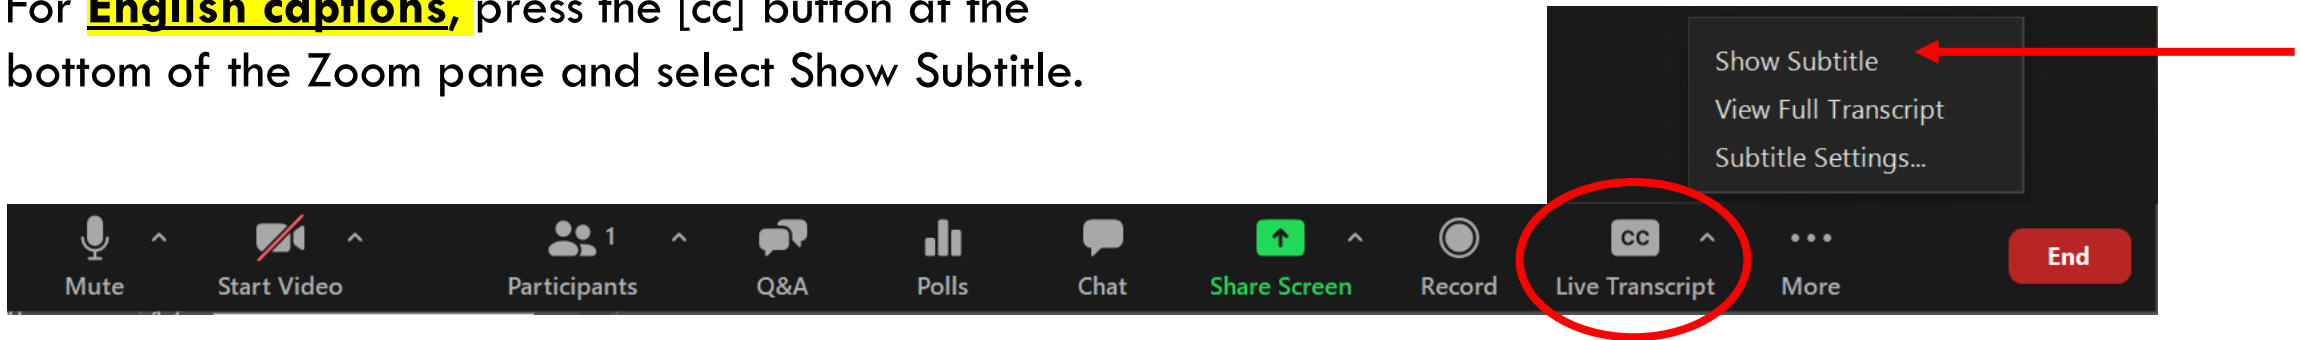 For English captions, press the [cc] button at the
bottom of the Zoom pane and select Show Subtitle.
Show Subtitle
View Full Transcript
Subtitle Settings...
1
CC
Mute
Start Video
Participants
Q&A
Polls
Chat
Share Screen
Record
Live Transcript
More
End